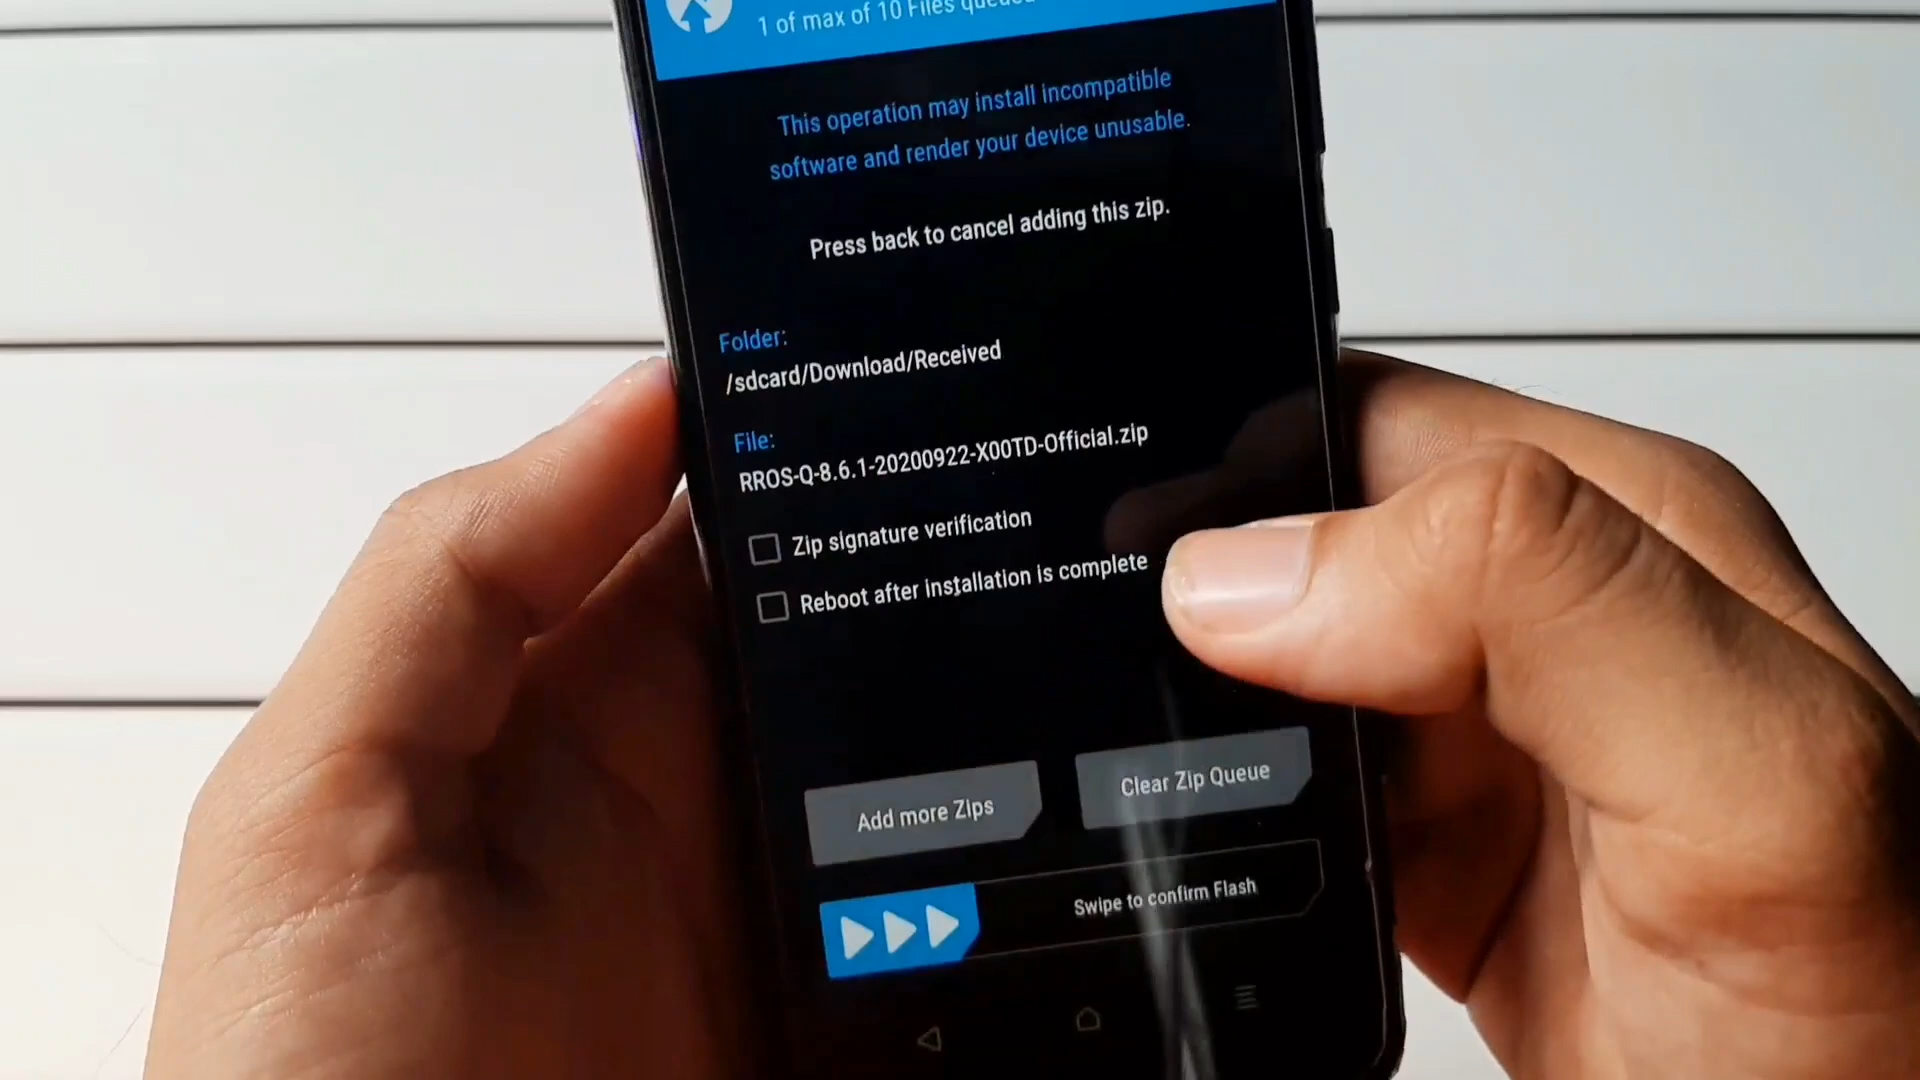 1 of max of 10 Files queued
This operation may install incompatible
software and render your device unusable.
Press back to cancel adding this zip.
Folder:
/sdcard/Download/Received
File:
RROS-Q-8.6.1-20200922-X00TD-Official.zip
Zip signature verification
Reboot after installation is complete
Add more Zips
Clear Zip Queue
Swipe to confirm Flash